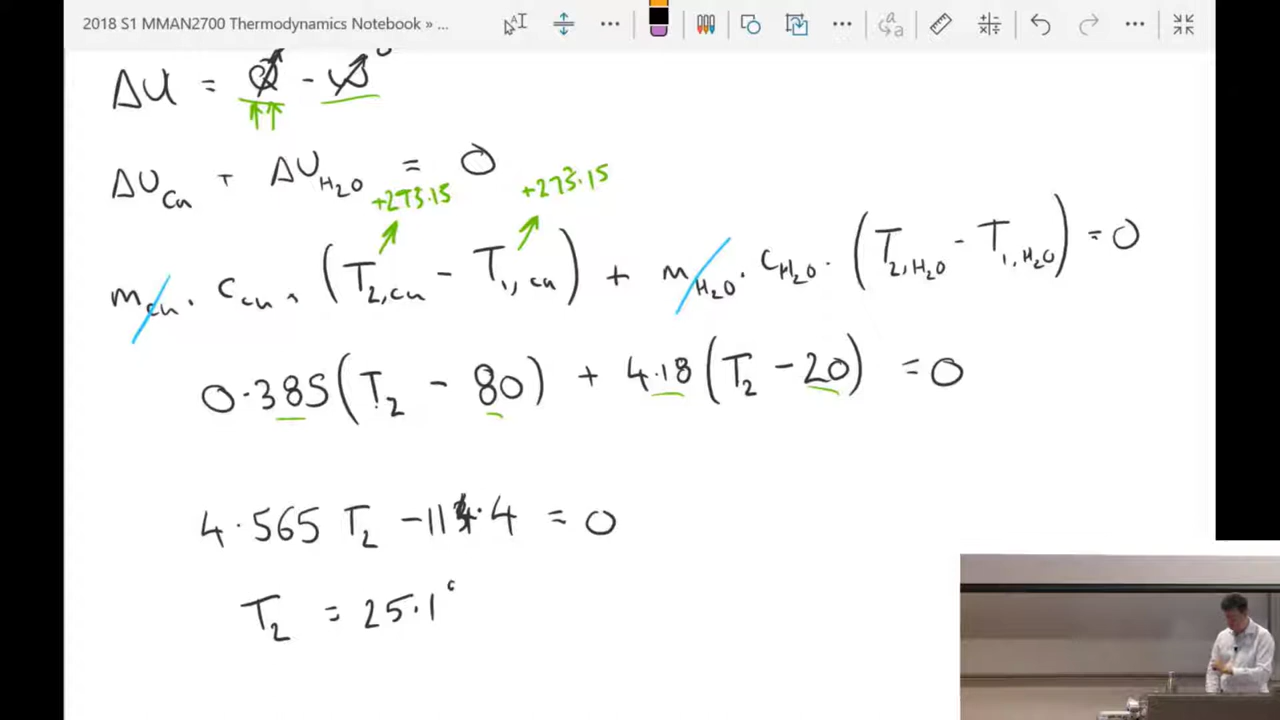 2018 S1 MMAN2700 Thermodynamics Notebook » ...
ΔU = Q - W 0
ΔU_Cu + ΔU_H2O = 0
+273.15 +273.15
m_Cu · C_Cu · (T_2,Cu - T_1,Cu) + m_H2O · C_H2O · (T_2,H2O - T_1,H2O) = 0
0.385(T_2 - 80) + 4.18(T_2 - 20) = 0
4.565 T_2 - 114.4 = 0
T_2 = 25.1°